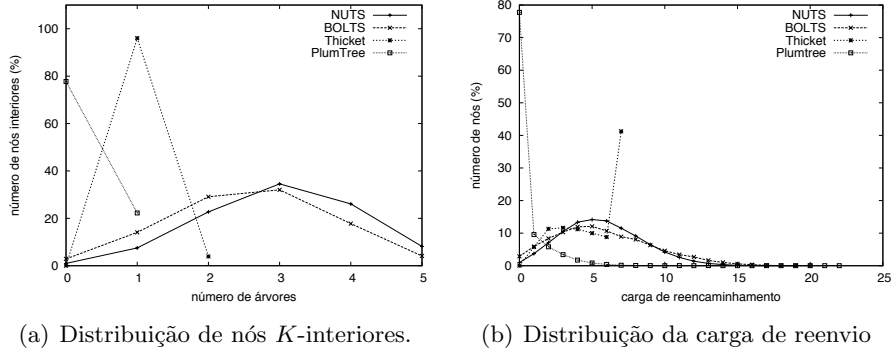 número de nós interiores (%)
100
80
60
40
20
0
0 1 2 3 4 5
número de árvores
NUTS
BOLTS
Thicket
PlumTree
(a) Distribuição de nós K-interiores.
número de nós (%)
80
70
60
50
40
30
20
10
0
0 5 10 15 20 25
carga de reencaminhamento
NUTS
BOLTS
Thicket
Plumtree
(b) Distribuição da carga de reenvio